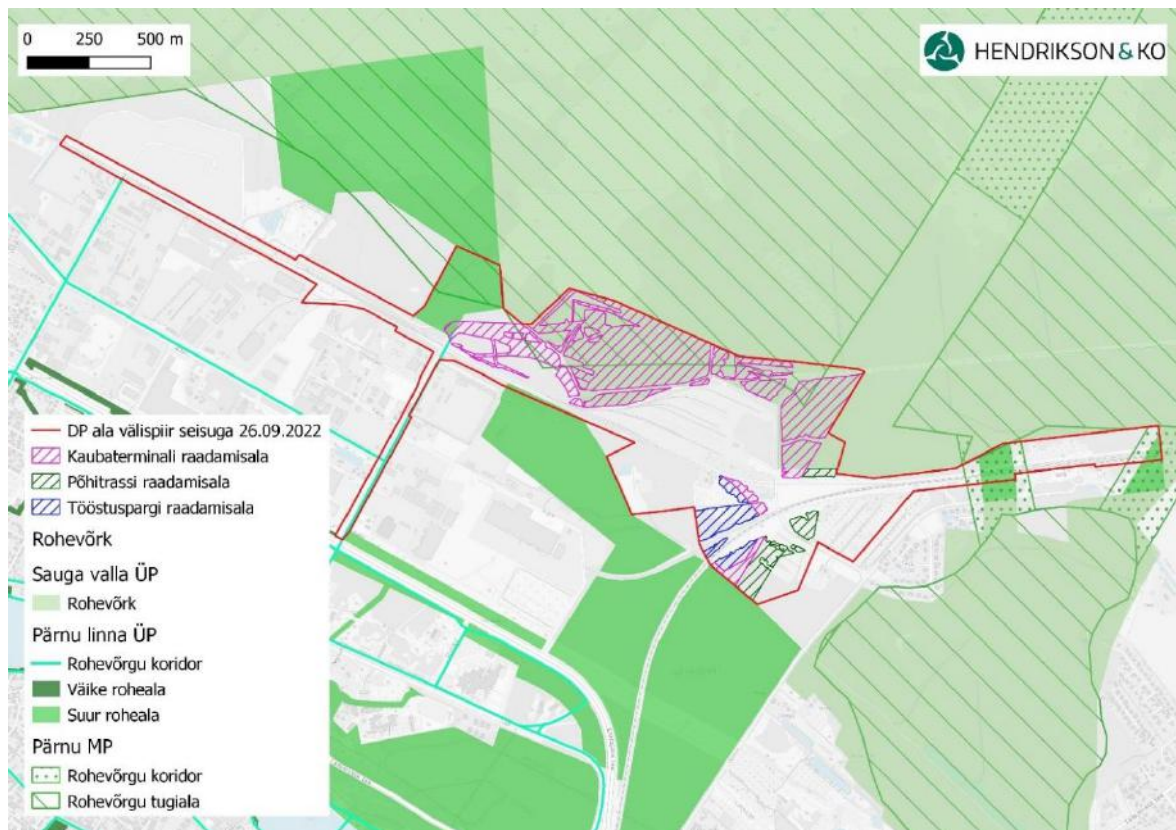 0 250 500 m
HENDRIKSON & KO
DP ala välispiir seisuga 26.09.2022
Kaubaterminali raadamisala
Põhitrassi raadamisala
Tööstuspargi raadamisala
Rohevõrk
Sauga valla ÜP
Rohevõrk
Pärnu linna ÜP
Rohevõrgu koridor
Väike roheala
Suur roheala
Pärnu MP
Rohevõrgu koridor
Rohevõrgu tugiala